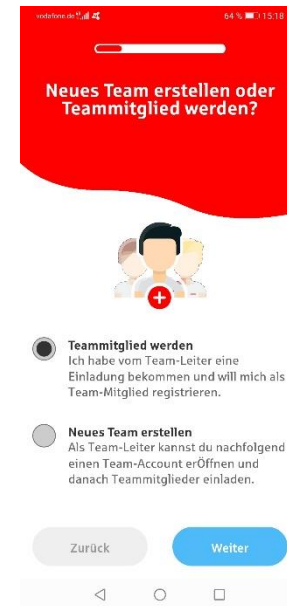 vodafone.de
64 % 15:18
Neues Team erstellen oder
Teammitglied werden?
Teammitglied werden
Ich habe vom Team-Leiter eine
Einladung bekommen und will mich als
Team-Mitglied registrieren.
Neues Team erstellen
Als Team-Leiter kannst du nachfolgend
einen Team-Account erÖffnen und
danach Teammitglieder einladen.
Zurück
Weiter